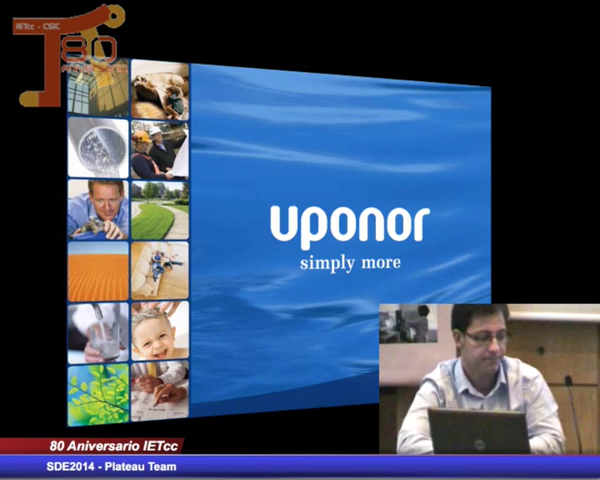 IETcc - CSIC
80
uponor
simply more
80 Aniversario IETcc
SDE2014 - Plateau Team